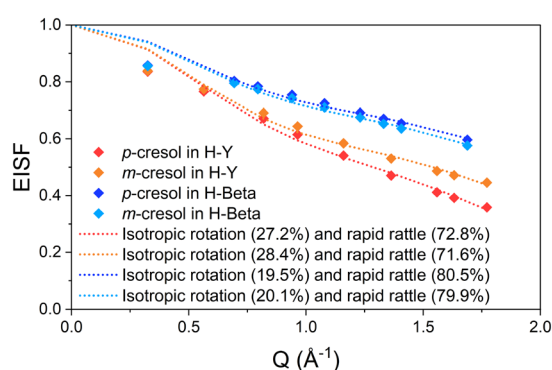 1.0
0.8
0.6
0.4
0.2
0.0
EISF
p-cresol in H-Y
m-cresol in H-Y
p-cresol in H-Beta
m-cresol in H-Beta
Isotropic rotation (27.2%) and rapid rattle (72.8%)
Isotropic rotation (28.4%) and rapid rattle (71.6%)
Isotropic rotation (19.5%) and rapid rattle (80.5%)
Isotropic rotation (20.1%) and rapid rattle (79.9%)
0.0 0.5 1.0 1.5 2.0
Q (Å⁻¹)